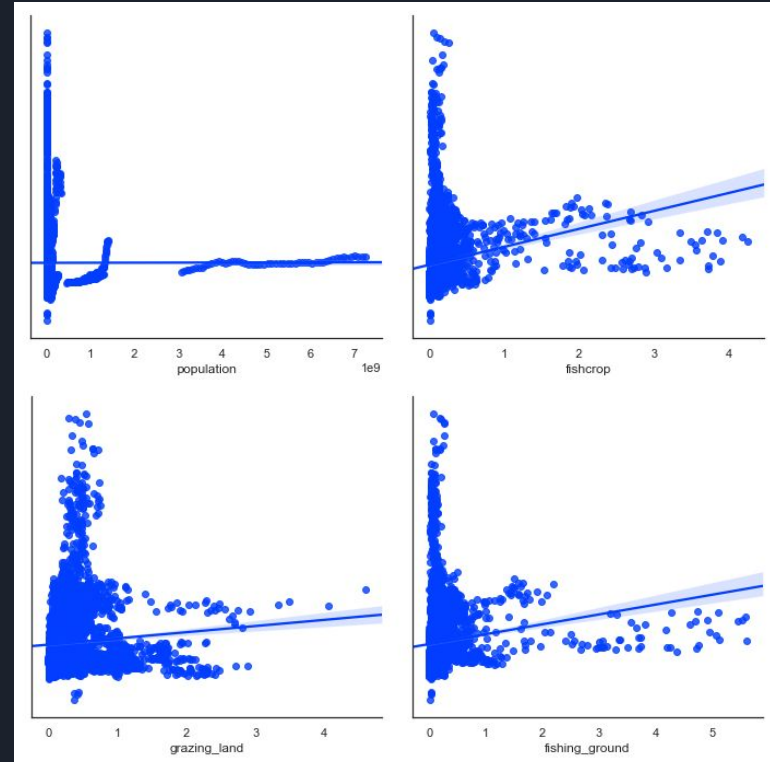 0 1 2 3 4 5 6 7
population
1e9
0 1 2 3 4
fishcrop
0 1 2 3 4
grazing_land
0 1 2 3 4 5
fishing_ground